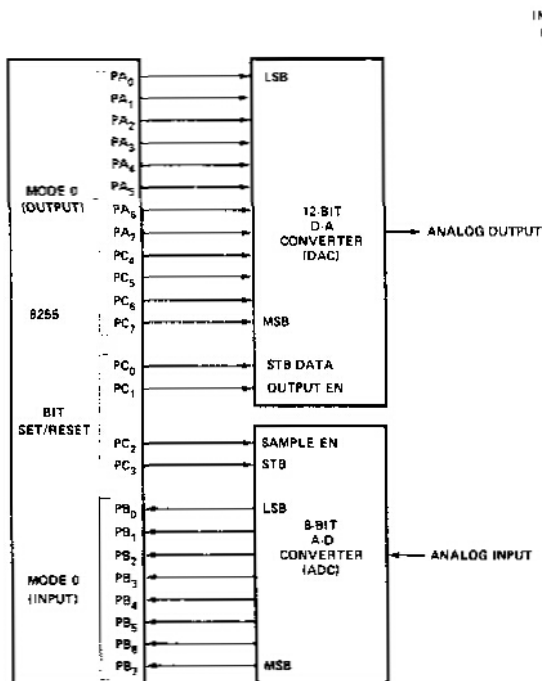 PA0
PA1
PA2
PA3
PA4
PA5
PA6
PA7
PC4
PC5
PC6
PC7
MODE 0
(OUTPUT)
8255
PC0
PC1
PC2
PC3
BIT
SET/RESET
PB0
PB1
PB2
PB3
PB4
PB5
PB6
PB7
MODE 0
(INPUT)
LSB
12-BIT
D-A
CONVERTER
(DAC)
MSB
STB DATA
OUTPUT EN
ANALOG OUTPUT
SAMPLE EN
STB
LSB
8-BIT
A-D
CONVERTER
(ADC)
MSB
ANALOG INPUT